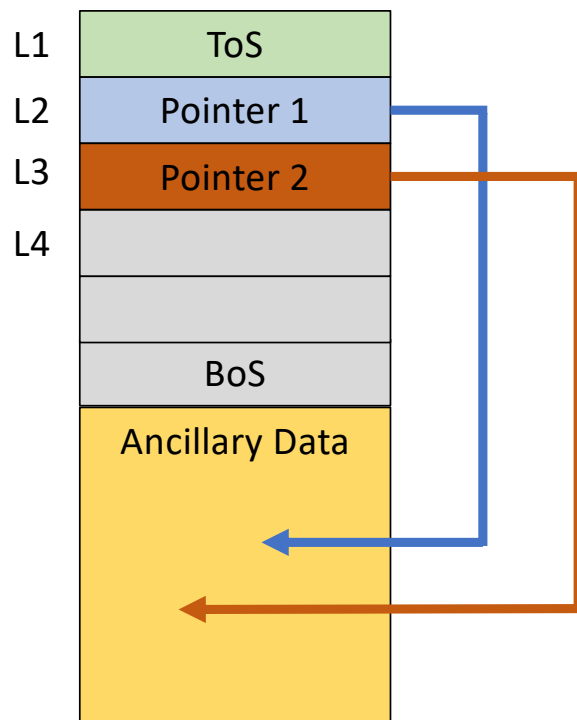 L1 ToS
L2 Pointer 1
L3 Pointer 2
L4
BoS
Ancillary Data